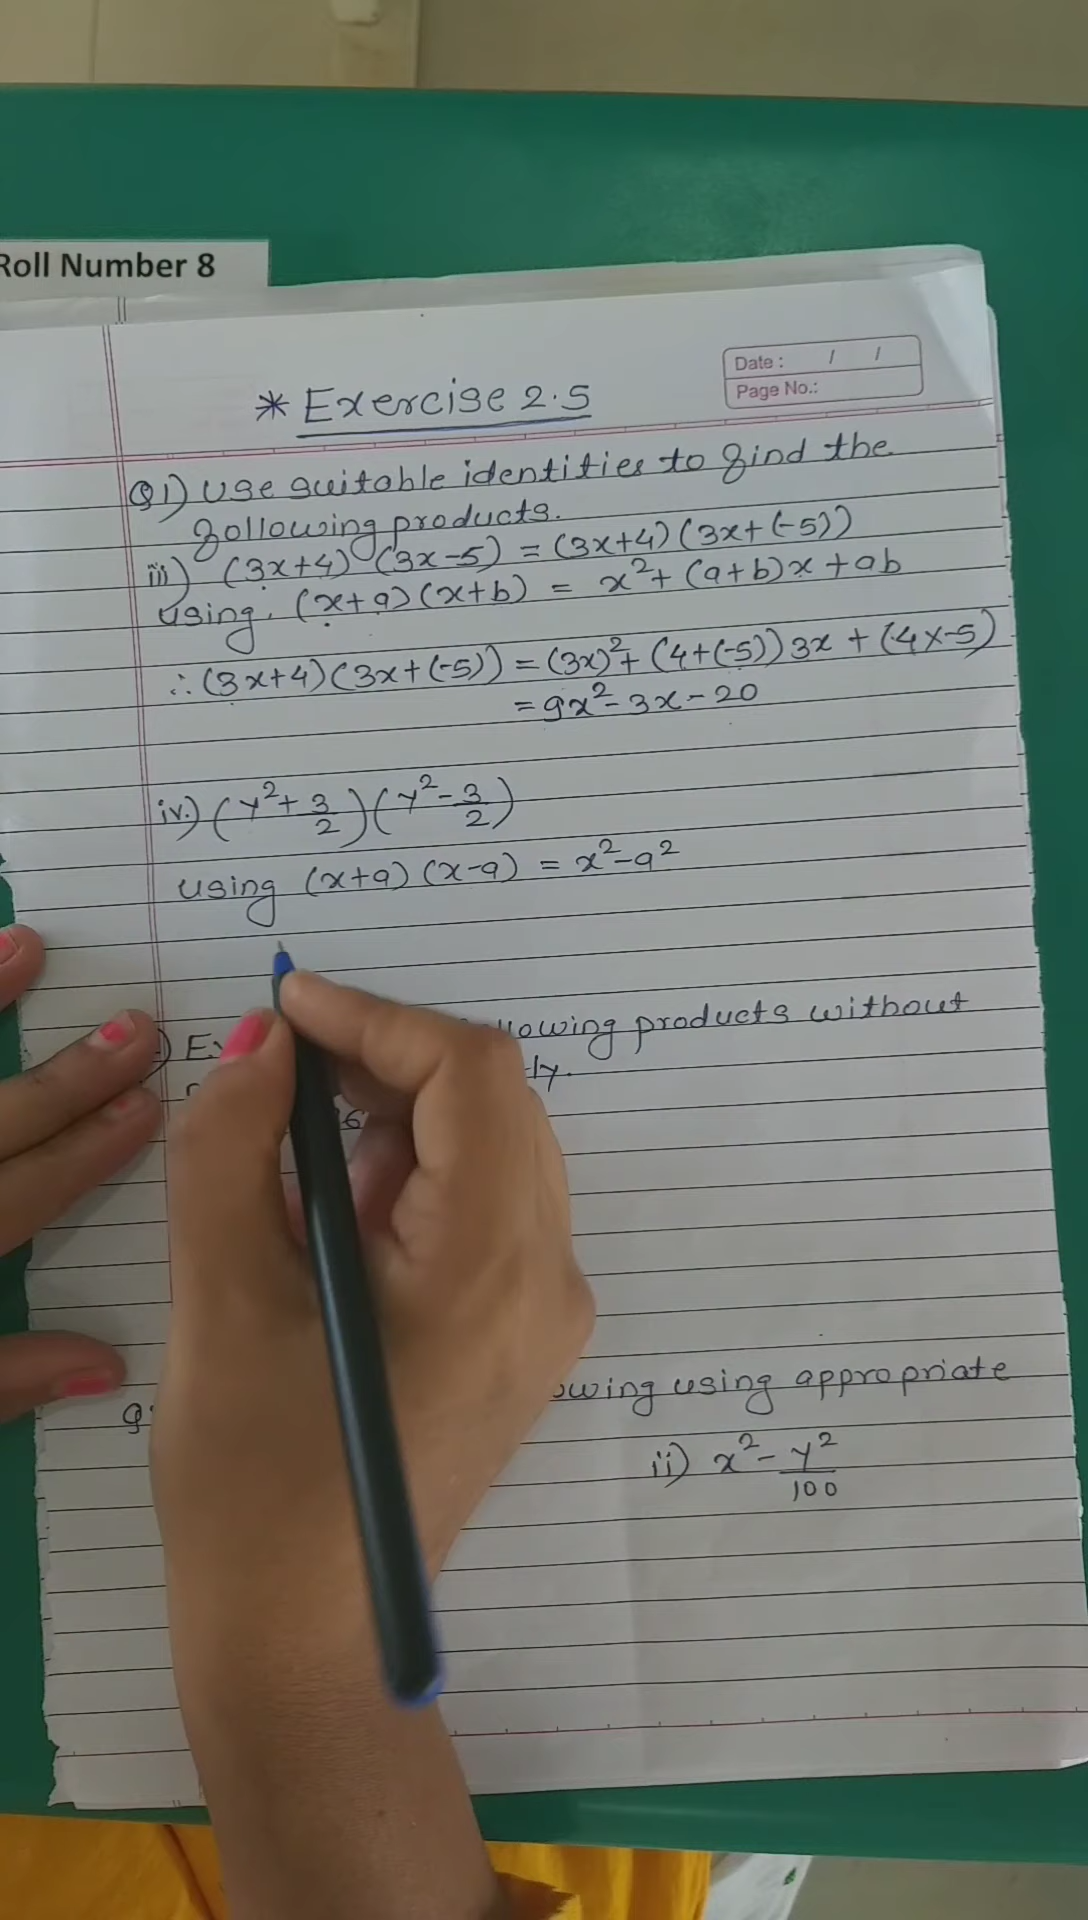 Roll Number 8
Date : / /
Page No.:
* Exercise 2.5
Q1) Use suitable identities to find the
following products.
iii) (3x+4) (3x-5) = (3x+4) (3x+(-5))
using. (x+a) (x+b) = x²+ (a+b)x + ab
∴ (3x+4) (3x+(-5)) = (3x)²+ (4+(-5)) 3x + (4x-5)
= 9x²- 3x - 20
iv.) (y²+ 3/2) (y²- 3/2)
using (x+a) (x-a) = x²-a²
products without
using appropriate
ii) x²- y²/100